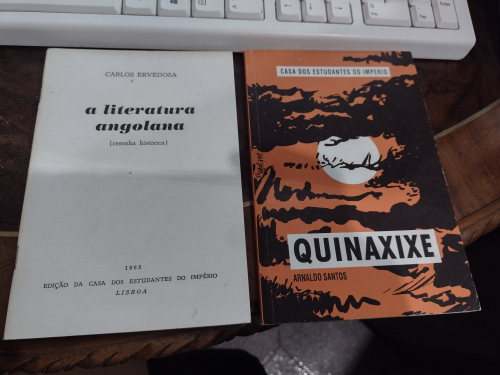 CARLOS ERVEDOSA
a literatura
angolana
(resenha histórica)
1963
EDIÇÃO DA CASA DOS ESTUDANTES DO IMPÉRIO
LISBOA
CASA DOS ESTUDANTES DO IMPÉRIO
QUINAXIXE
ARNALDO SANTOS